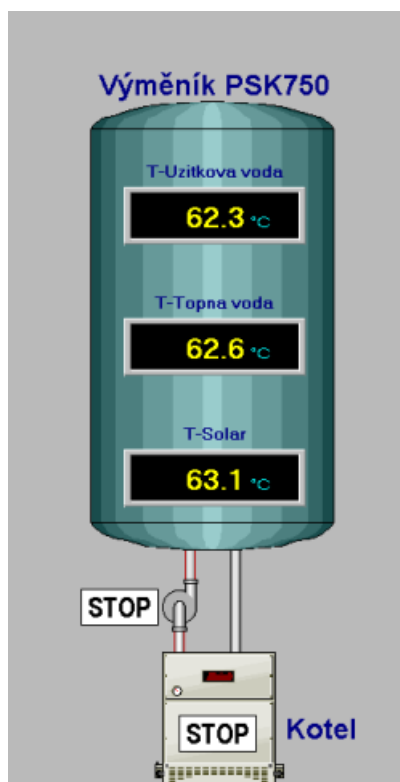 Výměník PSK750
T-Uzitkova voda
62.3 °C
T-Topna voda
62.6 °C
T-Solar
63.1 °C
STOP
STOP
Kotel